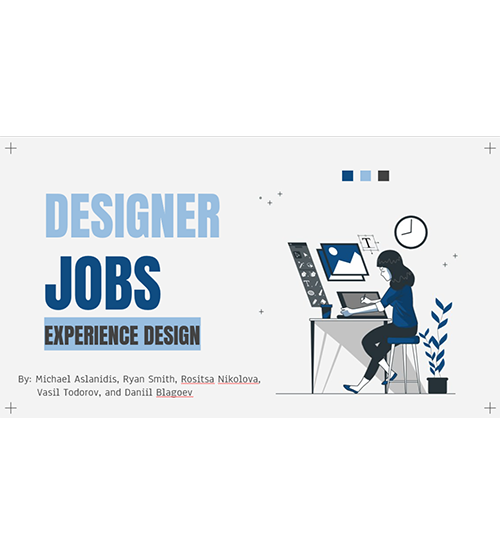 DESIGNER
JOBS
EXPERIENCE DESIGN
By: Michael Aslanidis, Ryan Smith, Rositsa Nikolova,
Vasil Todorov, and Daniil Blagoev
T